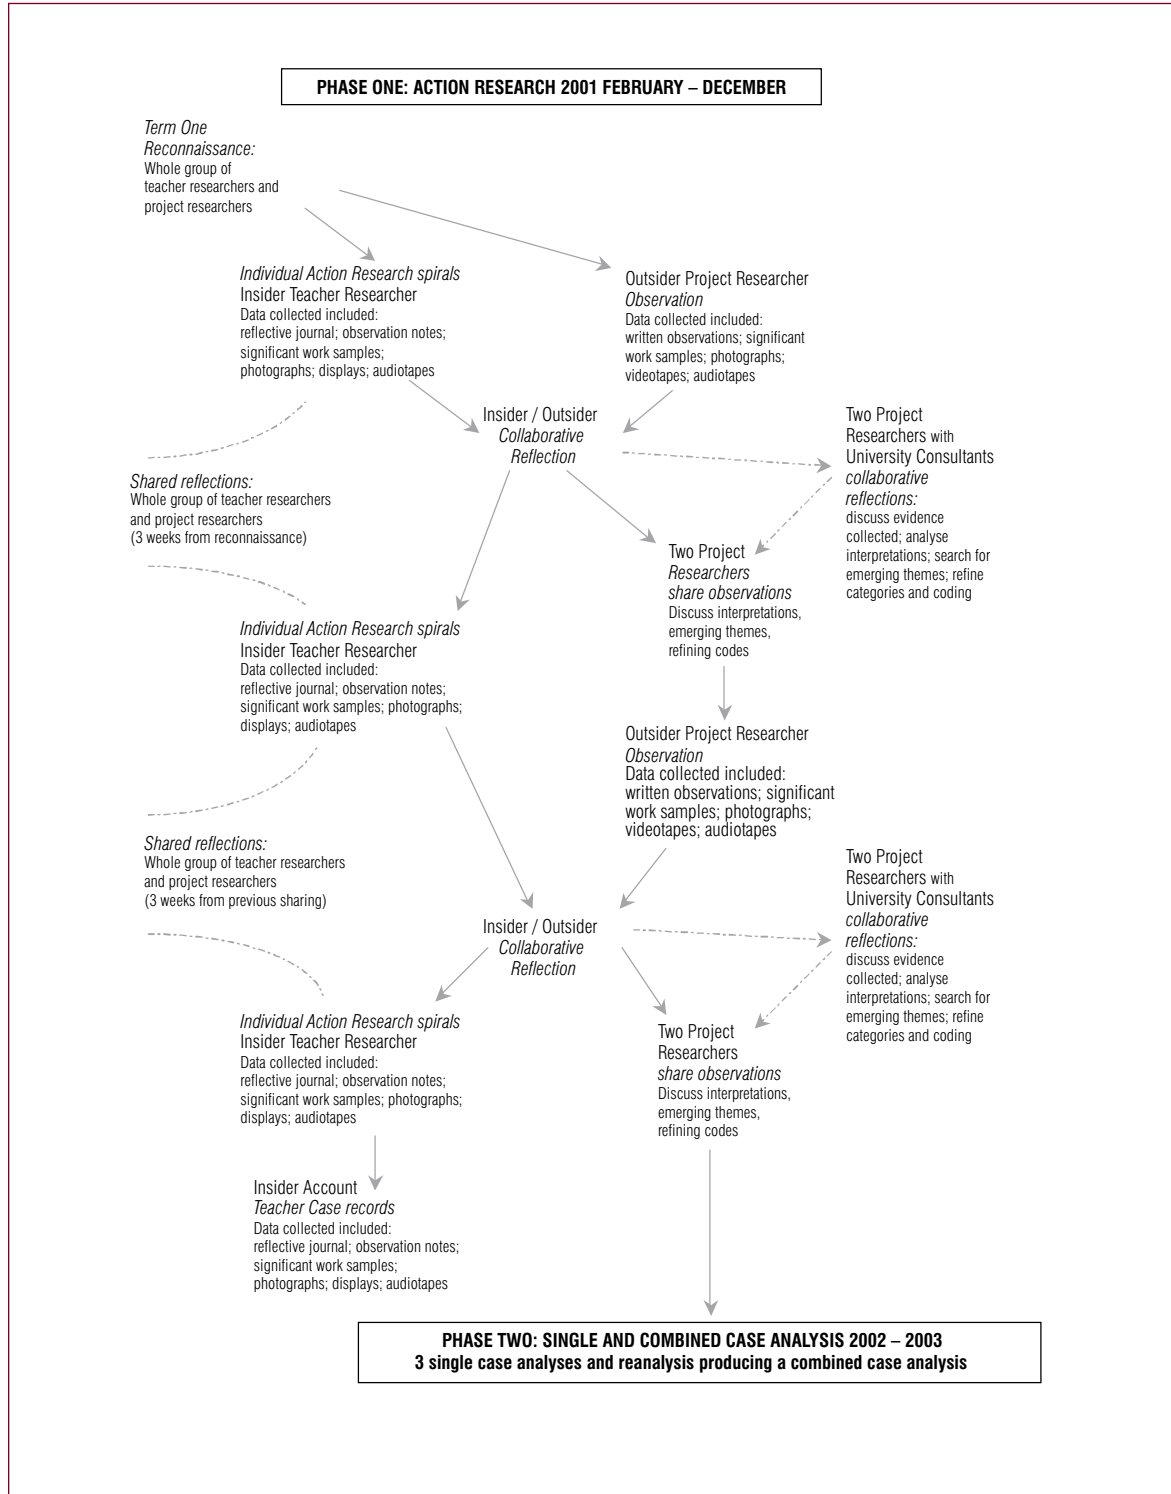 PHASE ONE: ACTION RESEARCH 2001 FEBRUARY – DECEMBER
Term One
Reconnaissance:
Whole group of
teacher researchers and
project researchers
Individual Action Research spirals
Insider Teacher Researcher
Data collected included:
reflective journal; observation notes;
significant work samples;
photographs; displays; audiotapes
Outsider Project Researcher
Observation
Data collected included:
written observations; significant
work samples; photographs;
videotapes; audiotapes
Insider / Outsider
Collaborative
Reflection
Two Project
Researchers with
University Consultants
collaborative
reflections:
discuss evidence
collected; analyse
interpretations; search for
emerging themes; refine
categories and coding
Shared reflections:
Whole group of teacher researchers
and project researchers
(3 weeks from reconnaissance)
Two Project
Researchers
share observations
Discuss interpretations,
emerging themes,
refining codes
Individual Action Research spirals
Insider Teacher Researcher
Data collected included:
reflective journal; observation notes;
significant work samples; photographs;
displays; audiotapes
Outsider Project Researcher
Observation
Data collected included:
written observations; significant
work samples; photographs;
videotapes; audiotapes
Shared reflections:
Whole group of teacher researchers
and project researchers
(3 weeks from previous sharing)
Two Project
Researchers with
University Consultants
collaborative
reflections:
discuss evidence
collected; analyse
interpretations; search for
emerging themes; refine
categories and coding
Insider / Outsider
Collaborative
Reflection
Individual Action Research spirals
Insider Teacher Researcher
Data collected included:
reflective journal; observation notes;
significant work samples; photographs;
displays; audiotapes
Two Project
Researchers
share observations
Discuss interpretations,
emerging themes,
refining codes
Insider Account
Teacher Case records
Data collected included:
reflective journal; observation notes;
significant work samples;
photographs; displays; audiotapes
PHASE TWO: SINGLE AND COMBINED CASE ANALYSIS 2002 – 2003
3 single case analyses and reanalysis producing a combined case analysis